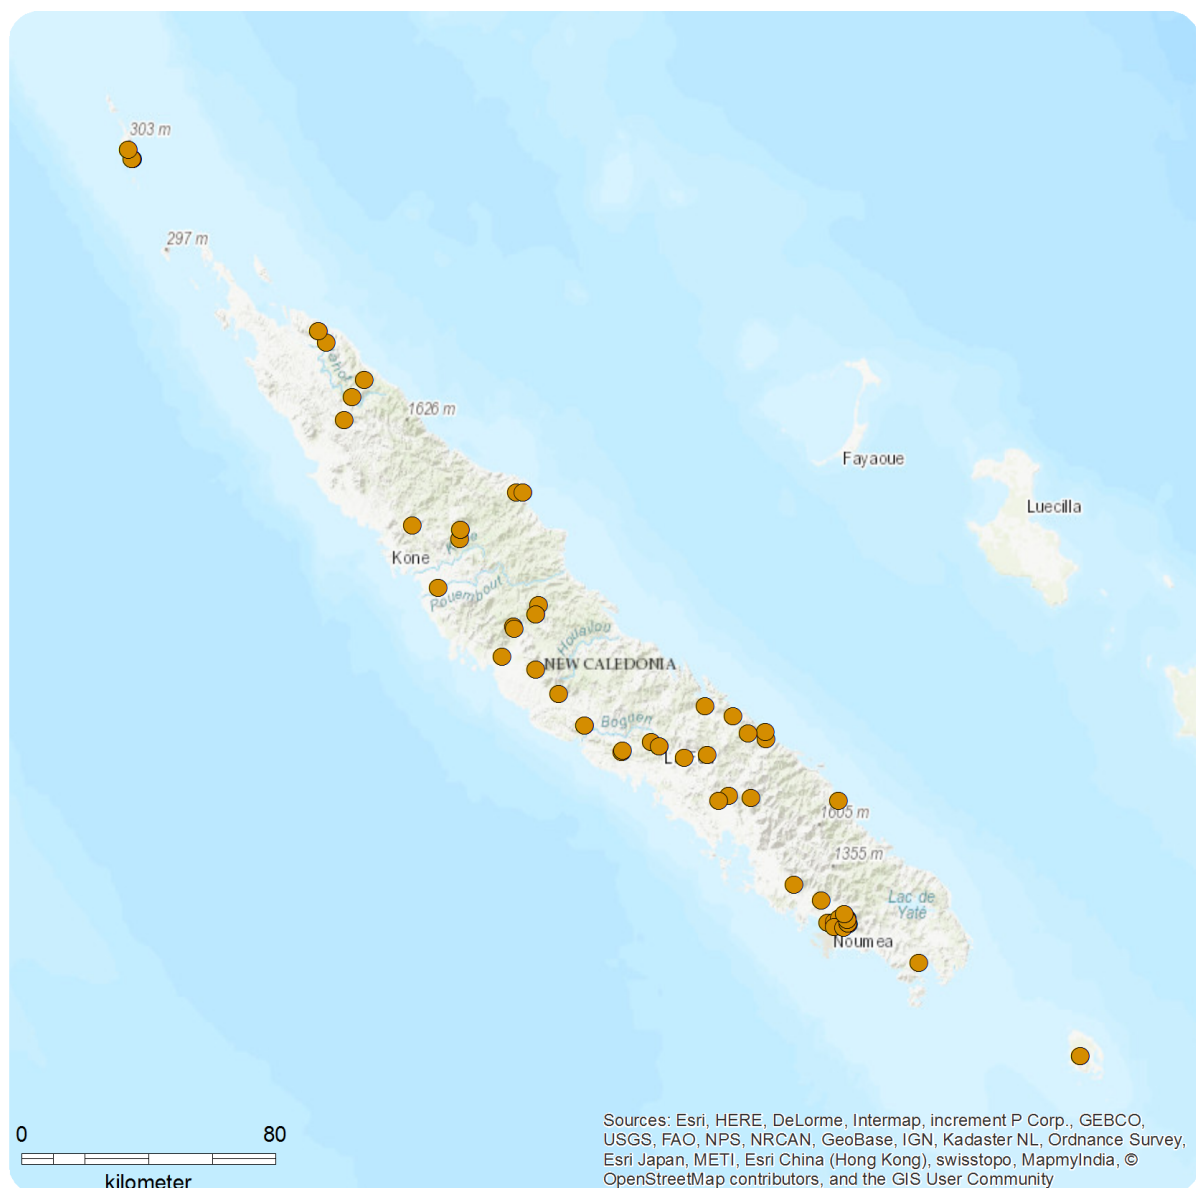 303 m
297 m
1626 m
Fayaoue
Luecilla
Kone
Rouembout
Houailou
NEW CALEDONIA
Boghen
1605 m
1355 m
Lac de
Yaté
Noumea
0 80
kilometer
Sources: Esri, HERE, DeLorme, Intermap, increment P Corp., GEBCO,
USGS, FAO, NPS, NRCAN, GeoBase, IGN, Kadaster NL, Ordnance Survey,
Esri Japan, METI, Esri China (Hong Kong), swisstopo, MapmyIndia, ©
OpenStreetMap contributors, and the GIS User Community